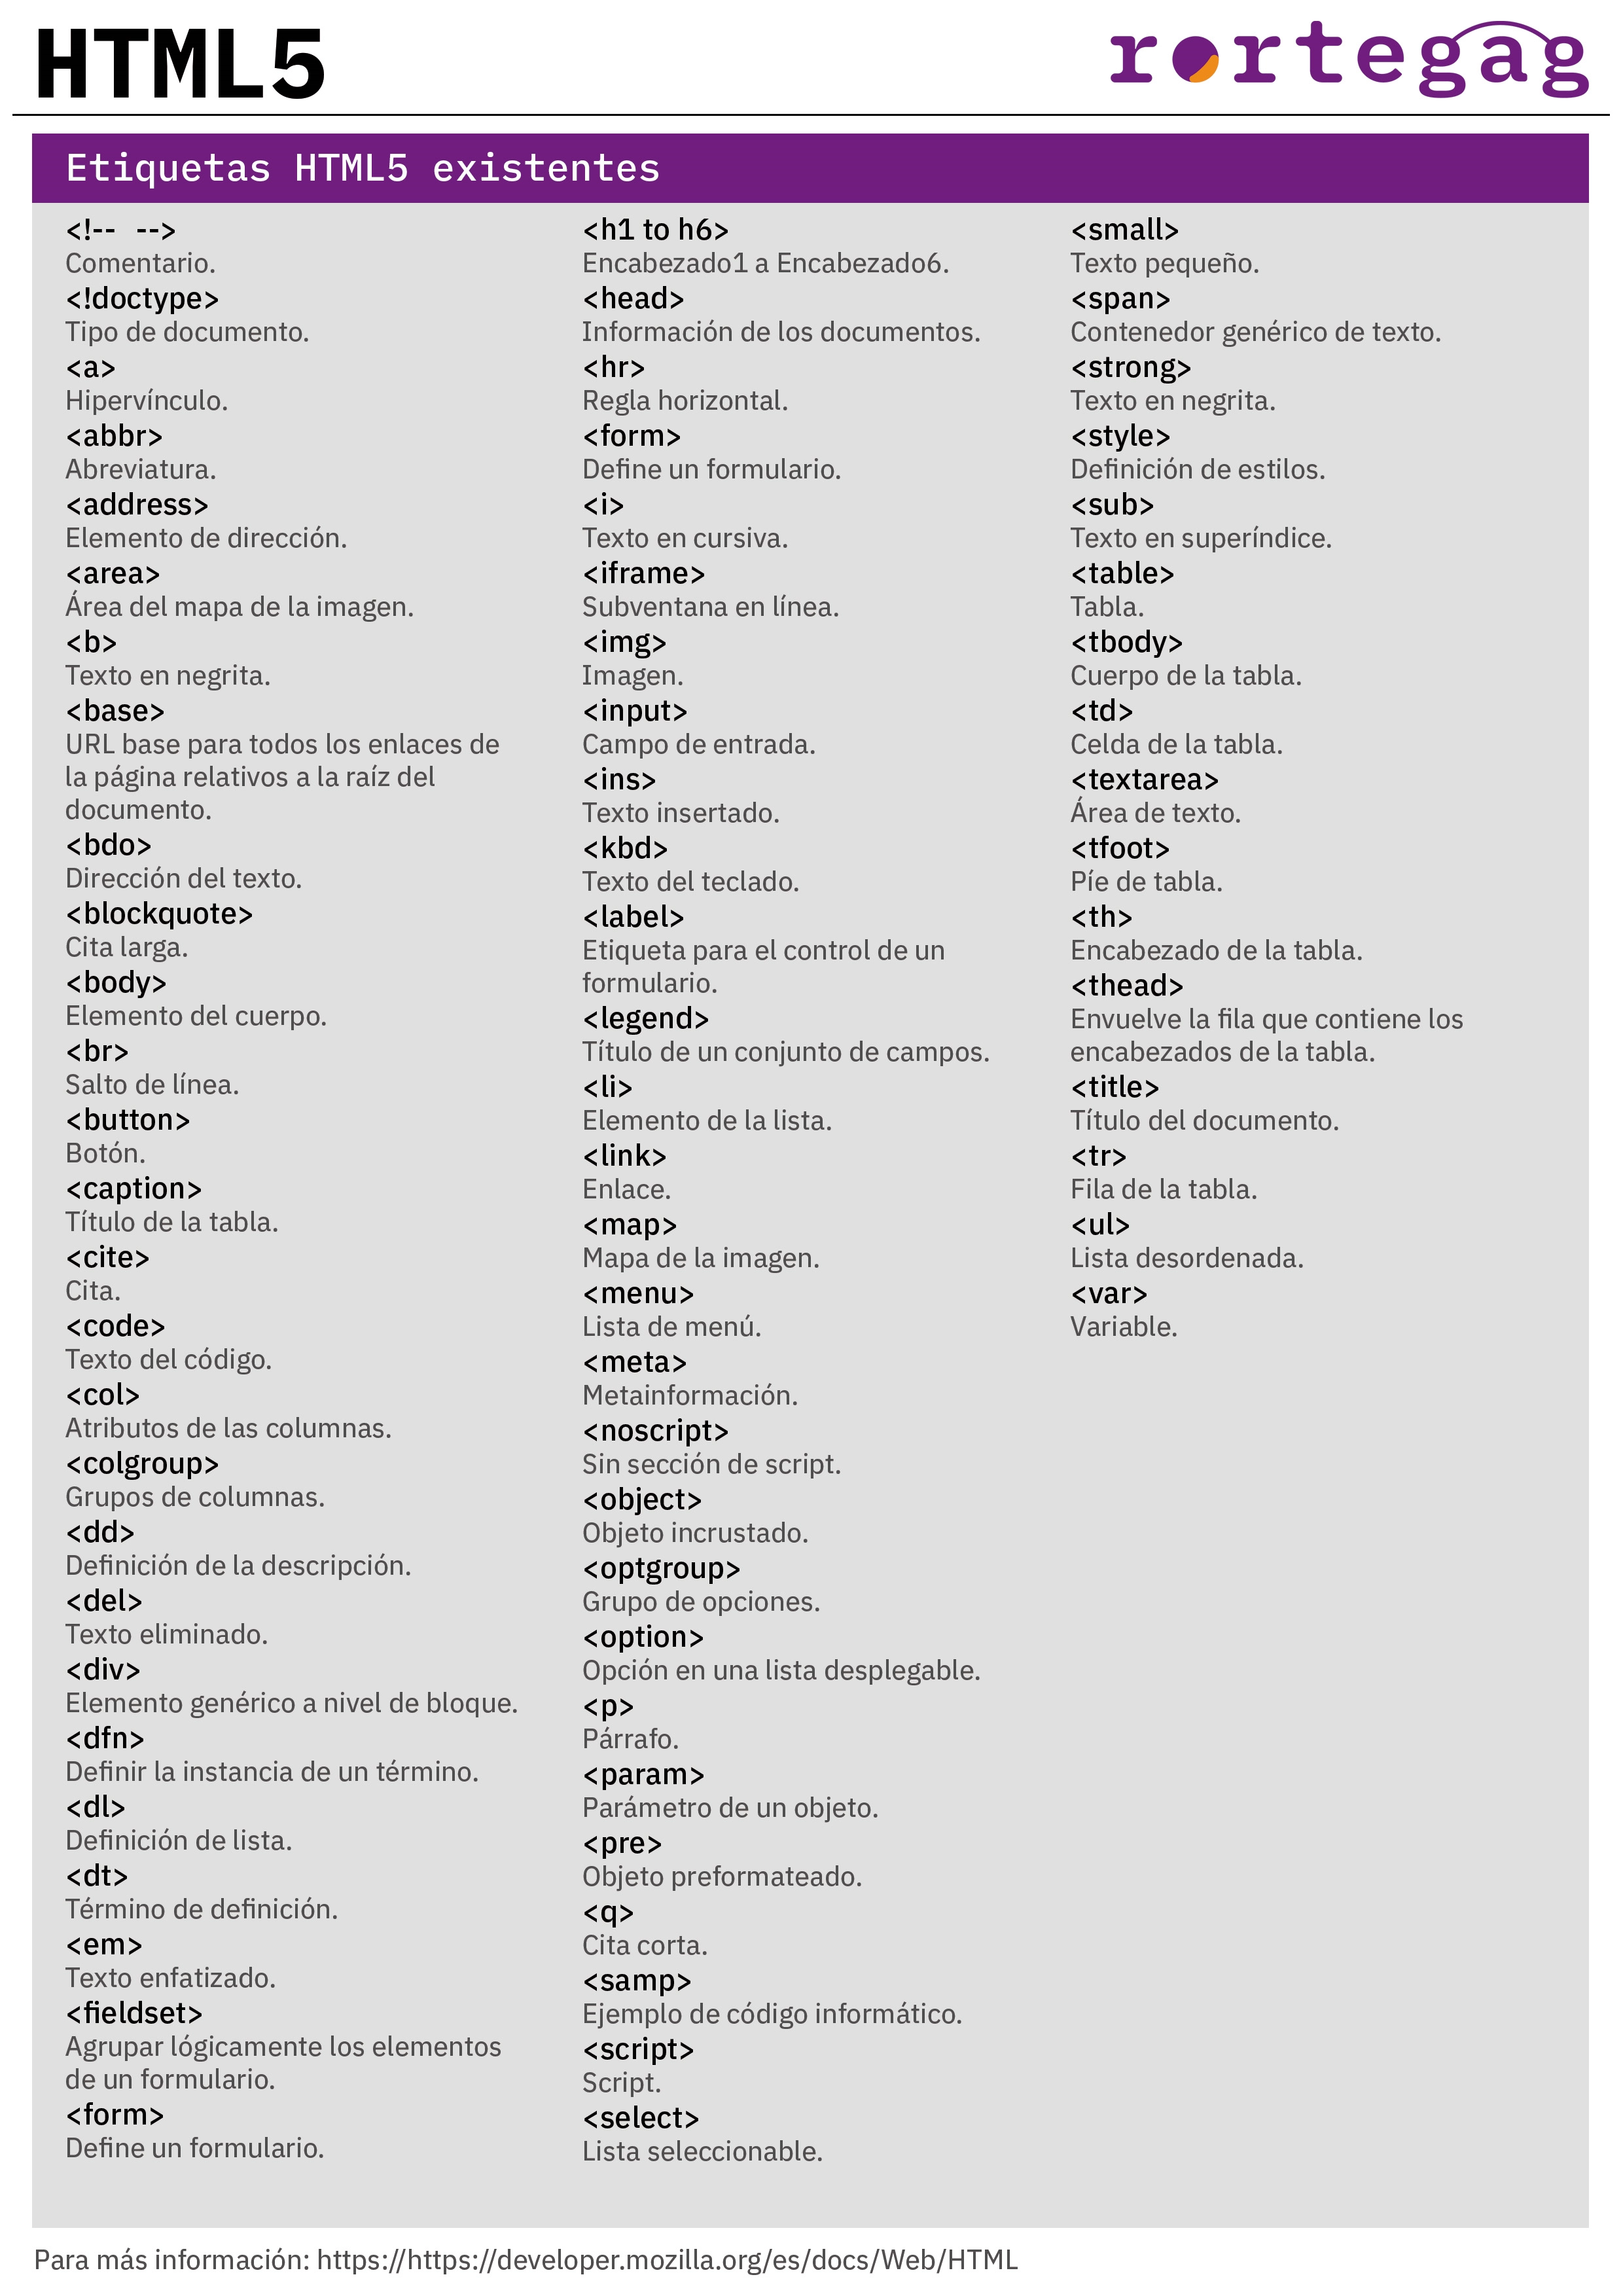 HTML5
rortegag
Etiquetas HTML5 existentes
<!-- -->
Comentario.
<!doctype>
Tipo de documento.
<a>
Hipervínculo.
<abbr>
Abreviatura.
<address>
Elemento de dirección.
<area>
Área del mapa de la imagen.
<b>
Texto en negrita.
<base>
URL base para todos los enlaces de
la página relativos a la raíz del
documento.
<bdo>
Dirección del texto.
<blockquote>
Cita larga.
<body>
Elemento del cuerpo.
<br>
Salto de línea.
<button>
Botón.
<caption>
Título de la tabla.
<cite>
Cita.
<code>
Texto del código.
<col>
Atributos de las columnas.
<colgroup>
Grupos de columnas.
<dd>
Definición de la descripción.
<del>
Texto eliminado.
<div>
Elemento genérico a nivel de bloque.
<dfn>
Definir la instancia de un término.
<dl>
Definición de lista.
<dt>
Término de definición.
<em>
Texto enfatizado.
<fieldset>
Agrupar lógicamente los elementos
de un formulario.
<form>
Define un formulario.
<h1 to h6>
Encabezado1 a Encabezado6.
<head>
Información de los documentos.
<hr>
Regla horizontal.
<form>
Define un formulario.
<i>
Texto en cursiva.
<iframe>
Subventana en línea.
<img>
Imagen.
<input>
Campo de entrada.
<ins>
Texto insertado.
<kbd>
Texto del teclado.
<label>
Etiqueta para el control de un
formulario.
<legend>
Título de un conjunto de campos.
<li>
Elemento de la lista.
<link>
Enlace.
<map>
Mapa de la imagen.
<menu>
Lista de menú.
<meta>
Metainformación.
<noscript>
Sin sección de script.
<object>
Objeto incrustado.
<optgroup>
Grupo de opciones.
<option>
Opción en una lista desplegable.
<p>
Párrafo.
<param>
Parámetro de un objeto.
<pre>
Objeto preformateado.
<q>
Cita corta.
<samp>
Ejemplo de código informático.
<script>
Script.
<select>
Lista seleccionable.
<small>
Texto pequeño.
<span>
Contenedor genérico de texto.
<strong>
Texto en negrita.
<style>
Definición de estilos.
<sub>
Texto en superíndice.
<table>
Tabla.
<tbody>
Cuerpo de la tabla.
<td>
Celda de la tabla.
<textarea>
Área de texto.
<tfoot>
Píe de tabla.
<th>
Encabezado de la tabla.
<thead>
Envuelve la fila que contiene los
encabezados de la tabla.
<title>
Título del documento.
<tr>
Fila de la tabla.
<ul>
Lista desordenada.
<var>
Variable.
Para más información: https://https://developer.mozilla.org/es/docs/Web/HTML